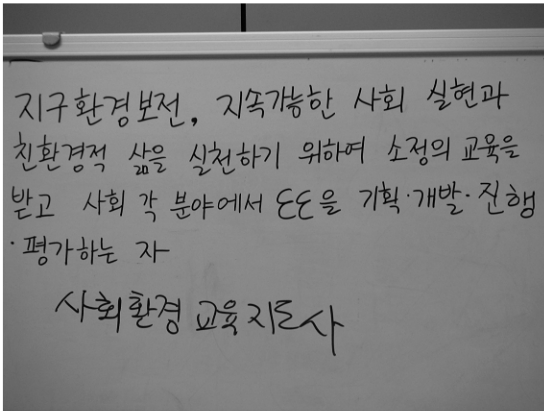 지구환경보전, 지속가능한 사회 실현과
친환경적 삶을 실천하기 위하여 소정의 교육을
받고 사회 각 분야에서 EE을 기획·개발·진행
·평가하는 자
사회환경교육지도사